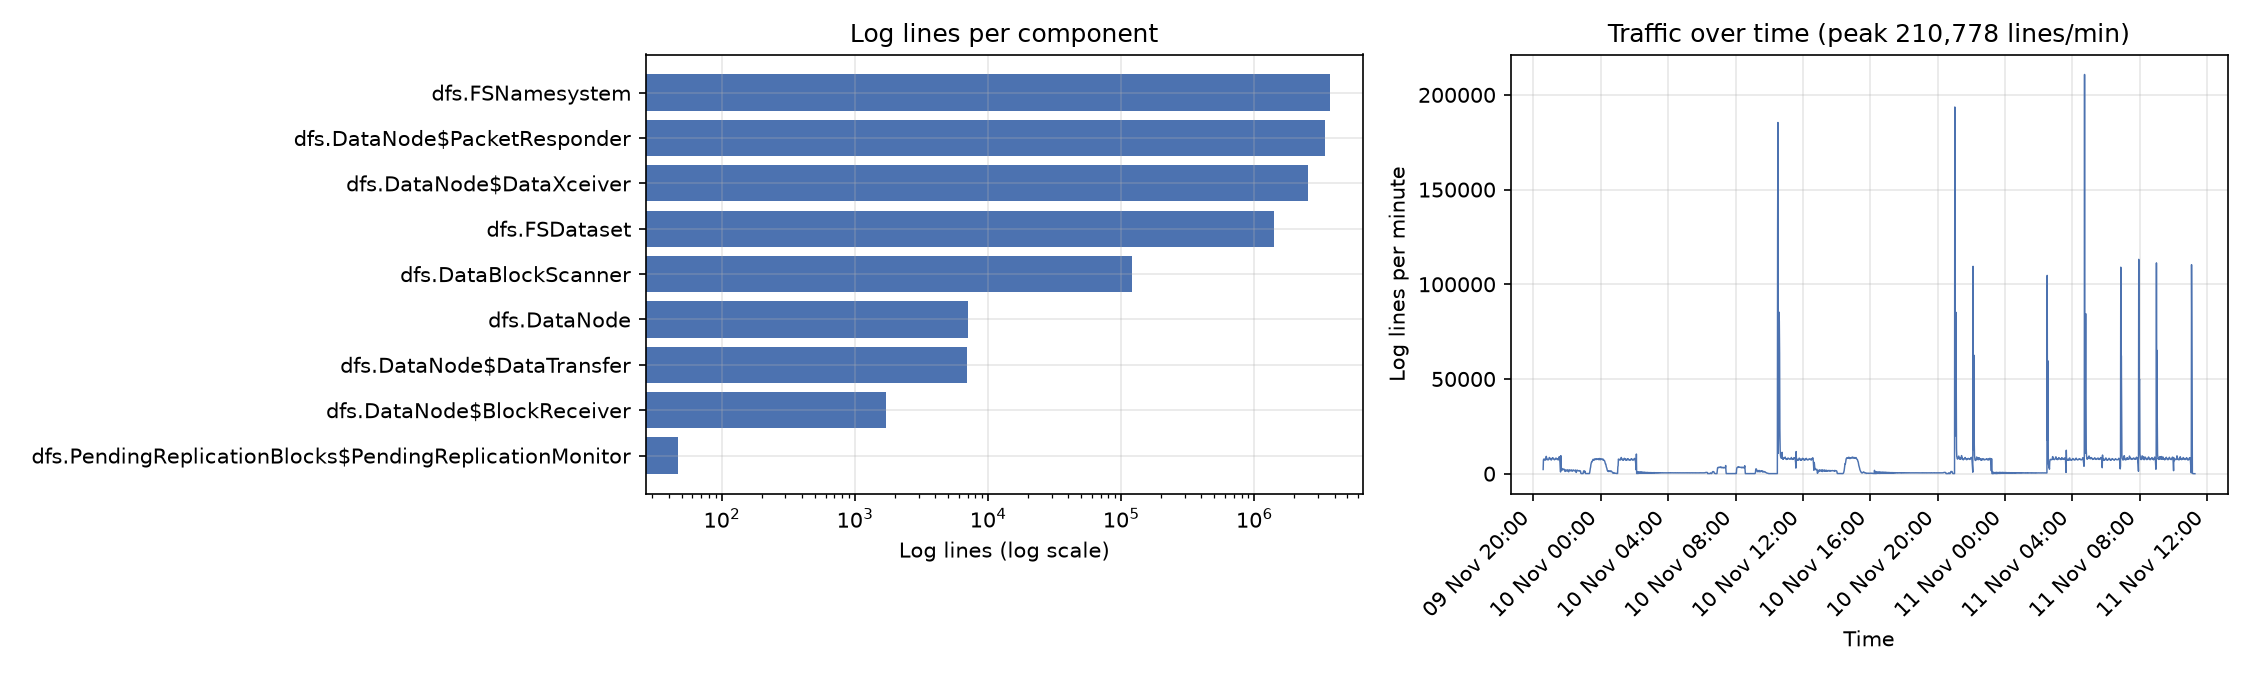 Log lines per component
dfs.FSNamesystem
dfs.DataNode$PacketResponder
dfs.DataNode$DataXceiver
dfs.FSDataset
dfs.DataBlockScanner
dfs.DataNode
dfs.DataNode$DataTransfer
dfs.DataNode$BlockReceiver
dfs.PendingReplicationBlocks$PendingReplicationMonitor
10² 10³ 10⁴ 10⁵ 10⁶
Log lines (log scale)
Traffic over time (peak 210,778 lines/min)
Log lines per minute
200000
150000
100000
50000
0
09 Nov 20:00
10 Nov 00:00
10 Nov 04:00
10 Nov 08:00
10 Nov 12:00
10 Nov 16:00
10 Nov 20:00
11 Nov 00:00
11 Nov 04:00
11 Nov 08:00
11 Nov 12:00
Time